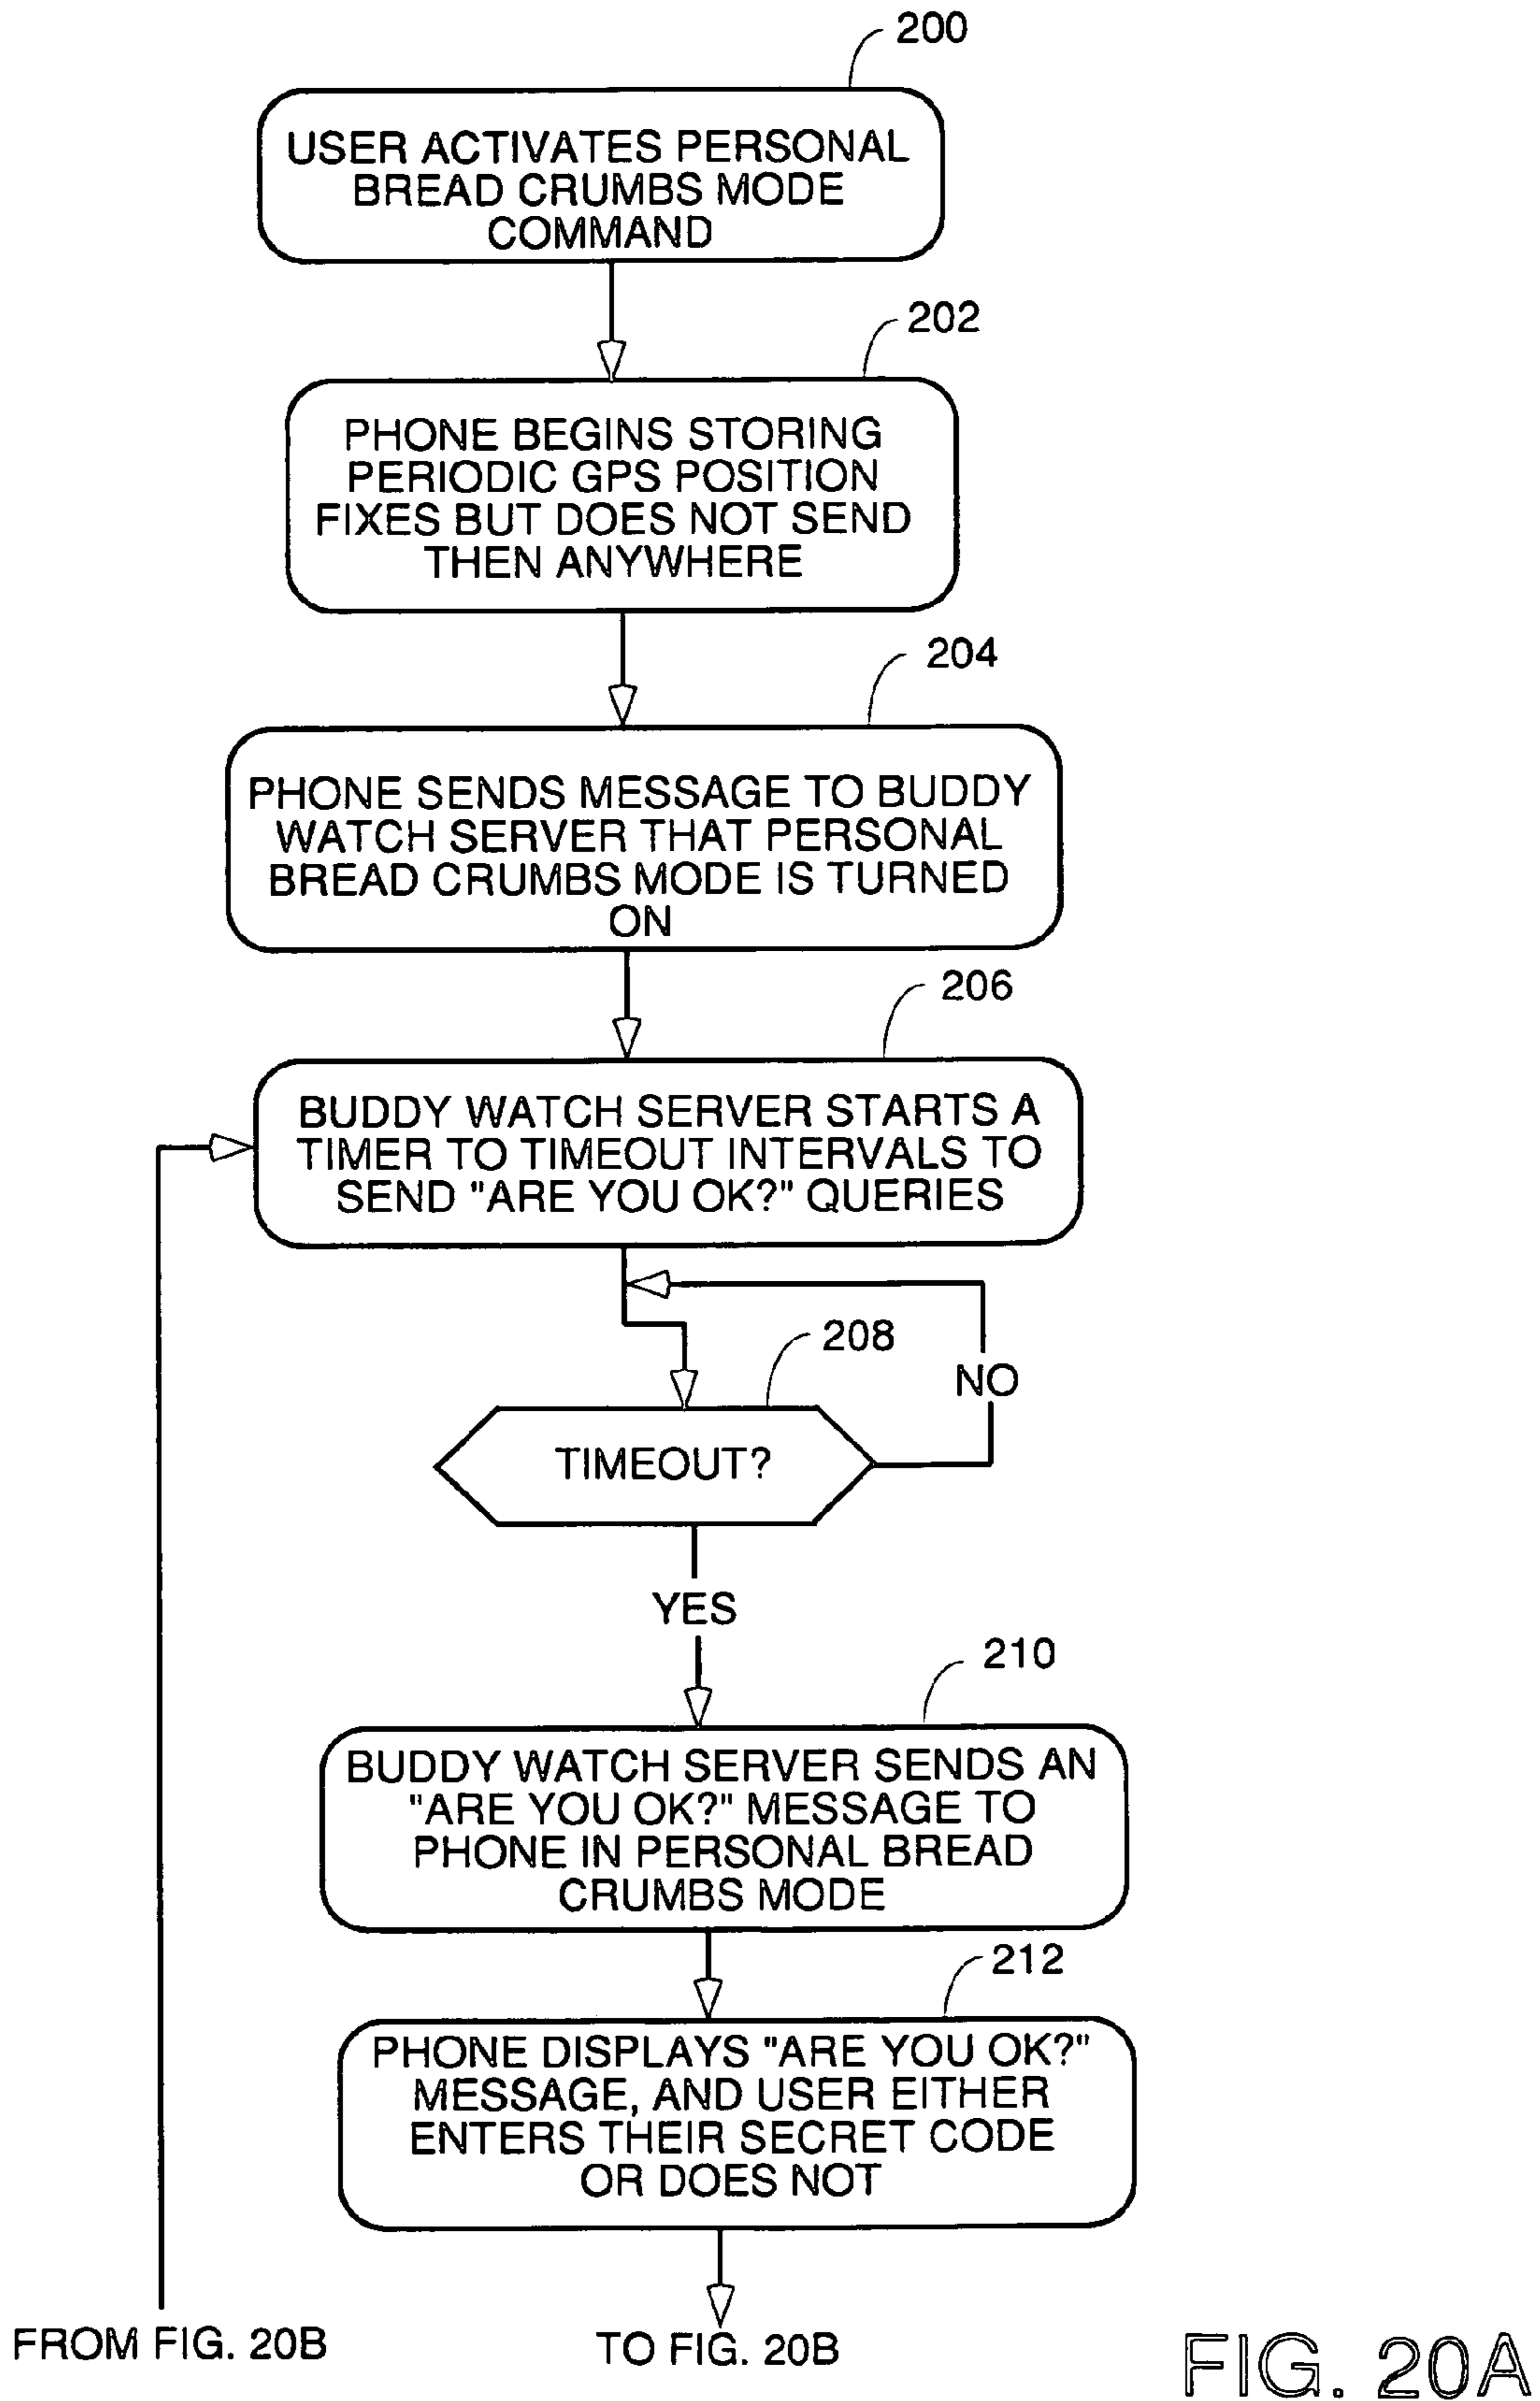 200
USER ACTIVATES PERSONAL
BREAD CRUMBS MODE
COMMAND
202
PHONE BEGINS STORING
PERIODIC GPS POSITION
FIXES BUT DOES NOT SEND
THEN ANYWHERE
204
PHONE SENDS MESSAGE TO BUDDY
WATCH SERVER THAT PERSONAL
BREAD CRUMBS MODE IS TURNED
ON
206
BUDDY WATCH SERVER STARTS A
TIMER TO TIMEOUT INTERVALS TO
SEND "ARE YOU OK?" QUERIES
208
NO
TIMEOUT?
YES
210
BUDDY WATCH SERVER SENDS AN
"ARE YOU OK?" MESSAGE TO
PHONE IN PERSONAL BREAD
CRUMBS MODE
212
PHONE DISPLAYS "ARE YOU OK?"
MESSAGE, AND USER EITHER
ENTERS THEIR SECRET CODE
OR DOES NOT
FROM FIG. 20B
TO FIG. 20B
FIG. 20A